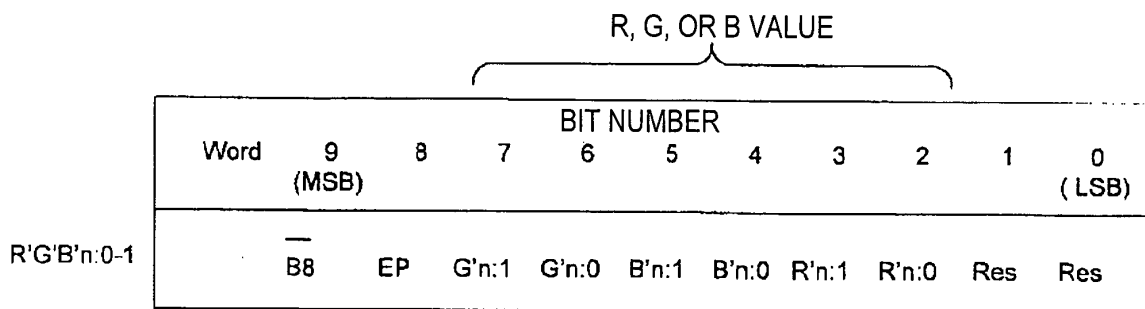 R, G, OR B VALUE
BIT NUMBER
Word 9 8 7 6 5 4 3 2 1 0
(MSB) ( LSB)
R'G'B'n:0-1 B̅8̅ EP G'n:1 G'n:0 B'n:1 B'n:0 R'n:1 R'n:0 Res Res